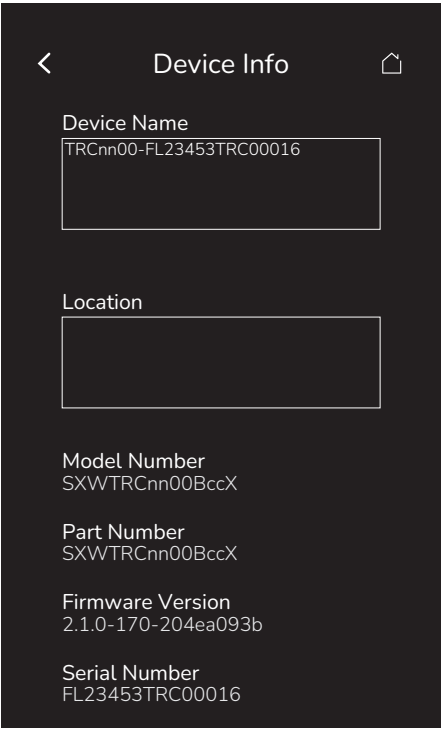 Device Info
Device Name
TRCnn00-FL23453TRC00016
Location
Model Number
SXWTRCnn00BccX
Part Number
SXWTRCnn00BccX
Firmware Version
2.1.0-170-204ea093b
Serial Number
FL23453TRC00016